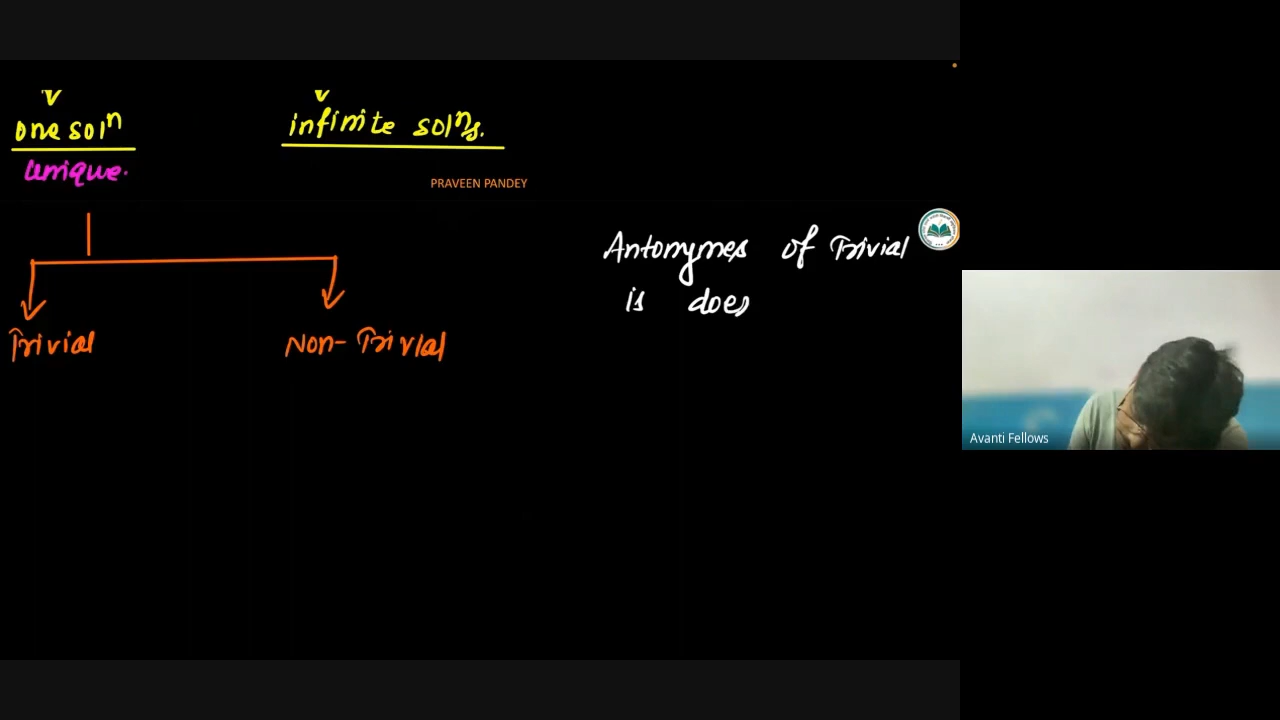 one solⁿ
unique.
infinite solⁿs.
PRAVEEN PANDEY
Trivial
Non-Trivial
Antonymes of Trivial
is does
Avanti Fellows